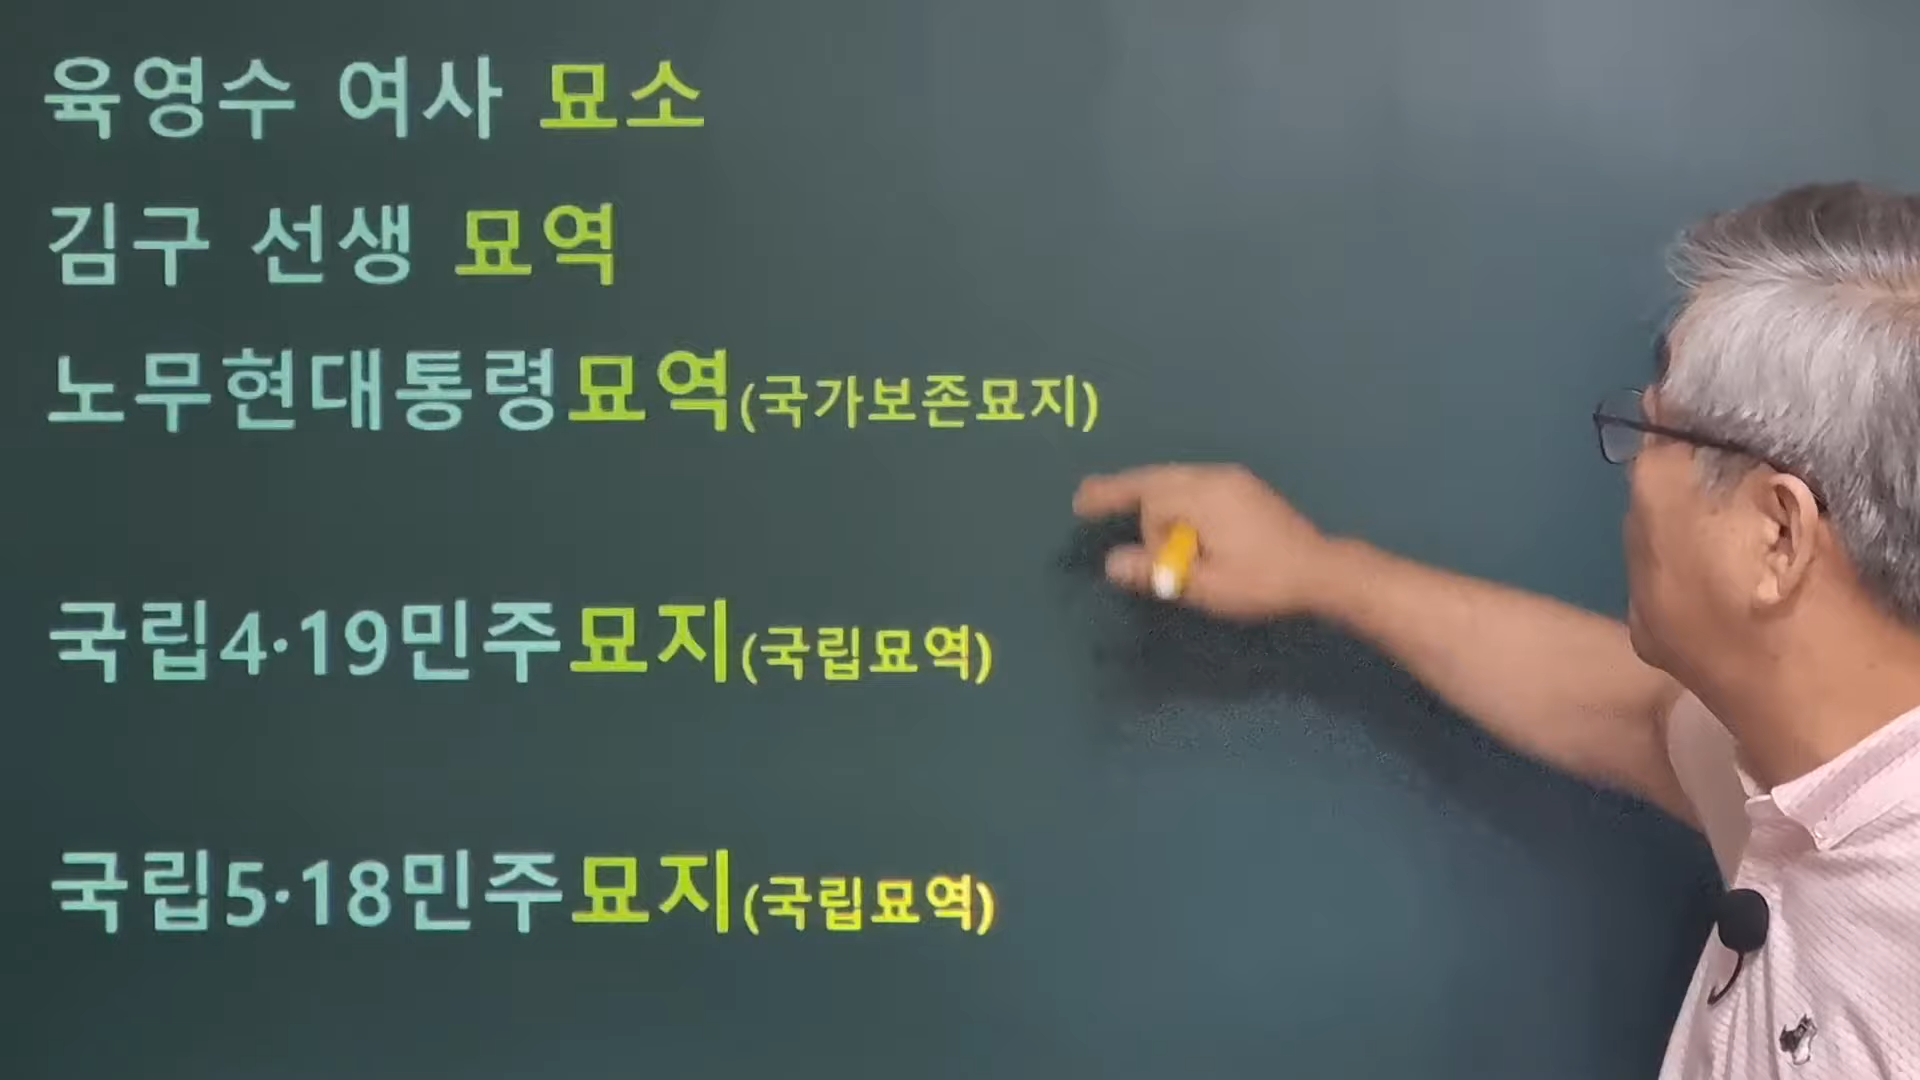 육영수 여사 묘소
김구 선생 묘역
노무현대통령묘역(국가보존묘지)
국립4·19민주묘지(국립묘역)
국립5·18민주묘지(국립묘역)